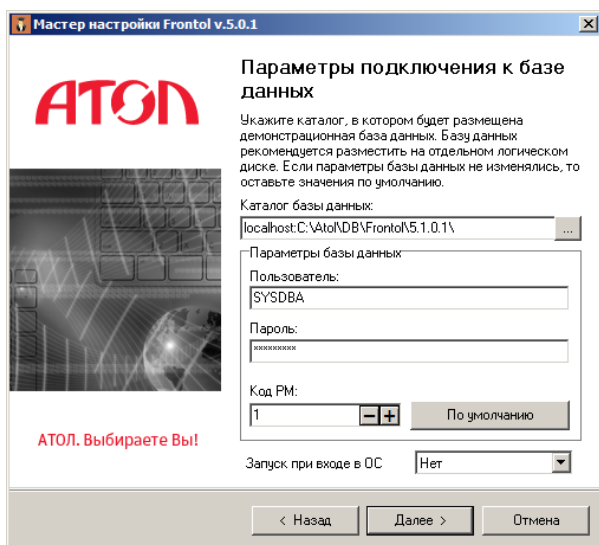 Мастер настройки Frontol v.5.0.1
АТОЛ
Параметры подключения к базе
данных
Укажите каталог, в котором будет размещена
демонстрационная база данных. Базу данных
рекомендуется разместить на отдельном логическом
диске. Если параметры базы данных не изменялись, то
оставьте значения по умолчанию.
Каталог базы данных:
localhost:C:\Atol\DB\Frontol\5.1.0.1\
...
Параметры базы данных
Пользователь:
SYSDBA
Пароль:
*********
Код РМ:
1
По умолчанию
АТОЛ. Выбираете Вы!
Запуск при входе в ОС
Нет
< Назад
Далее >
Отмена